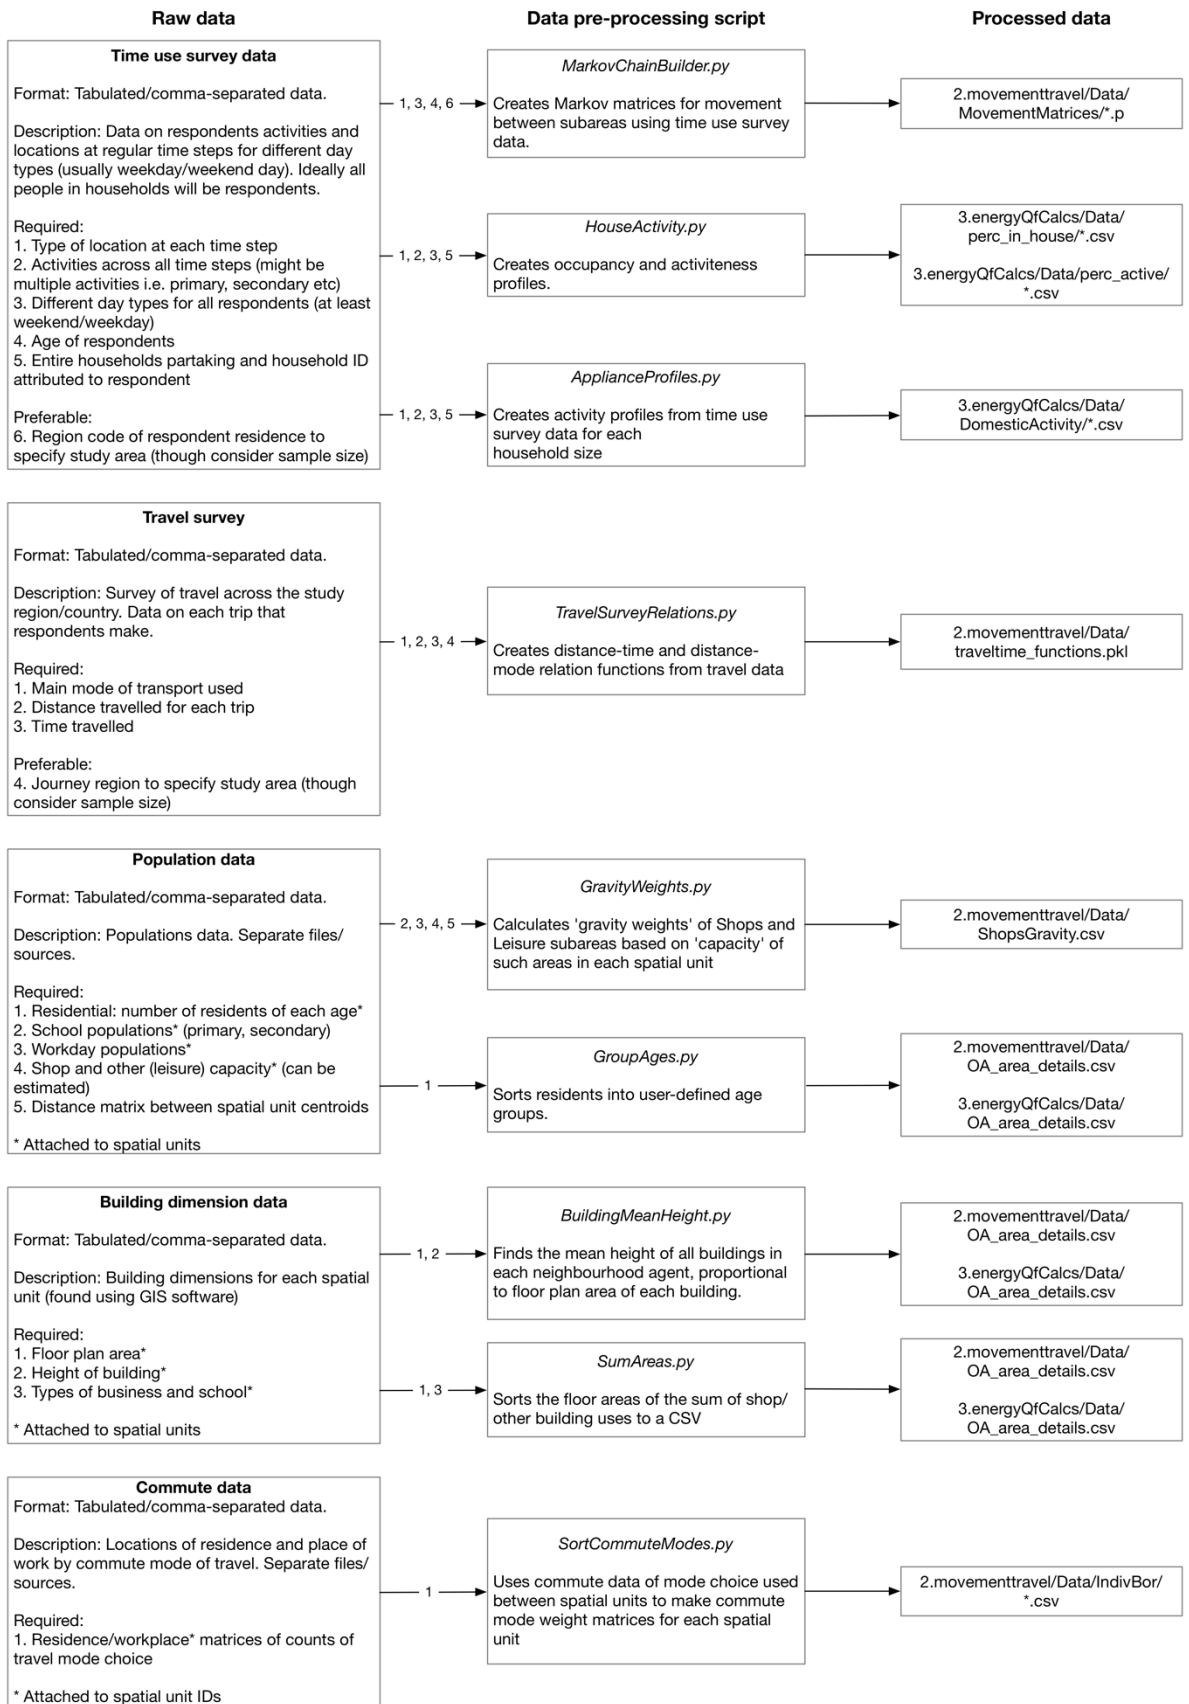 Raw data
Data pre-processing script
Processed data
Time use survey data
Format: Tabulated/comma-separated data.
Description: Data on respondents activities and
locations at regular time steps for different day
types (usually weekday/weekend day). Ideally all
people in households will be respondents.
Required:
1. Type of location at each time step
2. Activities across all time steps (might be
multiple activities i.e. primary, secondary etc)
3. Different day types for all respondents (at least
weekend/weekday)
4. Age of respondents
5. Entire households partaking and household ID
attributed to respondent
Preferable:
6. Region code of respondent residence to
specify study area (though consider sample size)
1, 3, 4, 6
MarkovChainBuilder.py
Creates Markov matrices for movement
between subareas using time use survey
data.
2.movementtravel/Data/
MovementMatrices/*.p
1, 2, 3, 5
HouseActivity.py
Creates occupancy and activiteness
profiles.
3.energyQfCalcs/Data/
perc_in_house/*.csv
3.energyQfCalcs/Data/perc_active/
*.csv
1, 2, 3, 5
ApplianceProfiles.py
Creates activity profiles from time use
survey data for each
household size
3.energyQfCalcs/Data/
DomesticActivity/*.csv
Travel survey
Format: Tabulated/comma-separated data.
Description: Survey of travel across the study
region/country. Data on each trip that
respondents make.
Required:
1. Main mode of transport used
2. Distance travelled for each trip
3. Time travelled
Preferable:
4. Journey region to specify study area (though
consider sample size)
1, 2, 3, 4
TravelSurveyRelations.py
Creates distance-time and distance-
mode relation functions from travel data
2.movementtravel/Data/
traveltime_functions.pkl
Population data
Format: Tabulated/comma-separated data.
Description: Populations data. Separate files/
sources.
Required:
1. Residential: number of residents of each age*
2. School populations* (primary, secondary)
3. Workday populations*
4. Shop and other (leisure) capacity* (can be
estimated)
5. Distance matrix between spatial unit centroids
* Attached to spatial units
2, 3, 4, 5
GravityWeights.py
Calculates 'gravity weights' of Shops and
Leisure subareas based on 'capacity' of
such areas in each spatial unit
2.movementtravel/Data/
ShopsGravity.csv
1
GroupAges.py
Sorts residents into user-defined age
groups.
2.movementtravel/Data/
OA_area_details.csv
3.energyQfCalcs/Data/
OA_area_details.csv
Building dimension data
Format: Tabulated/comma-separated data.
Description: Building dimensions for each spatial
unit (found using GIS software)
Required:
1. Floor plan area*
2. Height of building*
3. Types of business and school*
* Attached to spatial units
1, 2
BuildingMeanHeight.py
Finds the mean height of all buildings in
each neighbourhood agent, proportional
to floor plan area of each building.
2.movementtravel/Data/
OA_area_details.csv
3.energyQfCalcs/Data/
OA_area_details.csv
1, 3
SumAreas.py
Sorts the floor areas of the sum of shop/
other building uses to a CSV
2.movementtravel/Data/
OA_area_details.csv
3.energyQfCalcs/Data/
OA_area_details.csv
Commute data
Format: Tabulated/comma-separated data.
Description: Locations of residence and place of
work by commute mode of travel. Separate files/
sources.
Required:
1. Residence/workplace* matrices of counts of
travel mode choice
* Attached to spatial unit IDs
1
SortCommuteModes.py
Uses commute data of mode choice used
between spatial units to make commute
mode weight matrices for each spatial
unit
2.movementtravel/Data/IndivBor/
*.csv